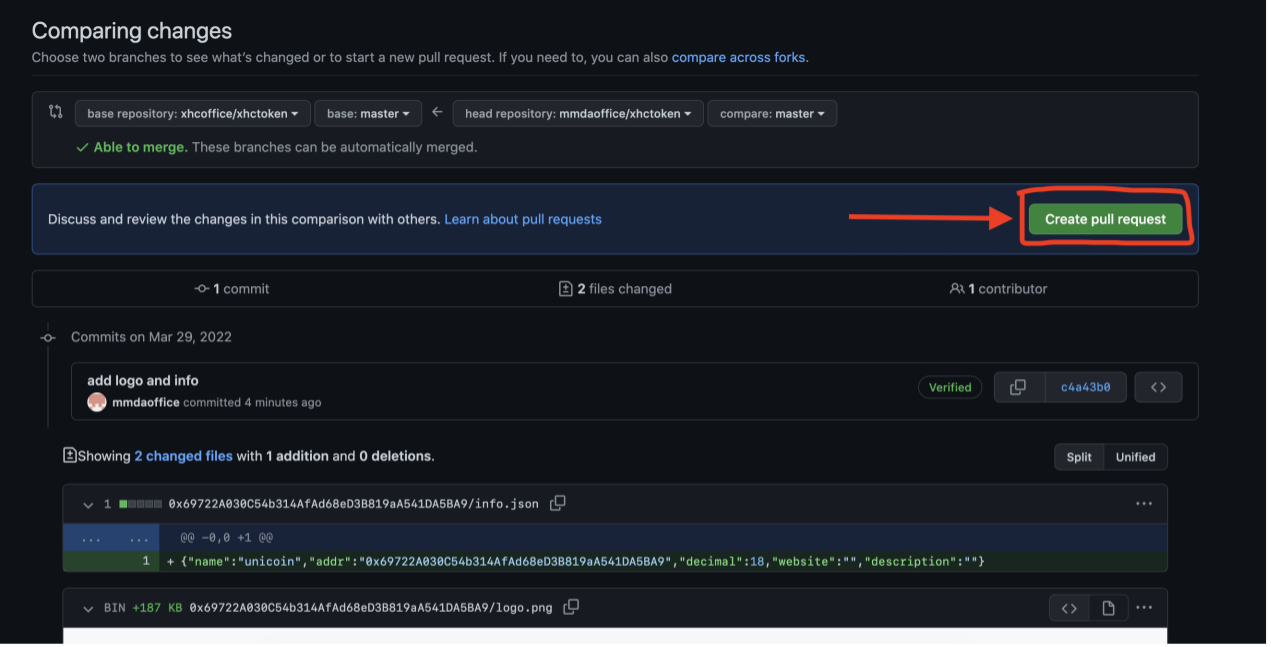 Comparing changes
Choose two branches to see what's changed or to start a new pull request. If you need to, you can also compare across forks.
base repository: xhcoffice/xhctoken base: master head repository: mmdaoffice/xhctoken compare: master
Able to merge. These branches can be automatically merged.
Discuss and review the changes in this comparison with others. Learn about pull requests Create pull request
1 commit 2 files changed 1 contributor
Commits on Mar 29, 2022
add logo and info
mmdaoffice committed 4 minutes ago Verified c4a43b0
Showing 2 changed files with 1 addition and 0 deletions. Split Unified
1 0x69722A030C54b314AfAd68eD3B819aA541DA5BA9/info.json ...
... ... @@ -0,0 +1 @@
1 + {"name":"unicoin","addr":"0x69722A030C54b314AfAd68eD3B819aA541DA5BA9","decimal":18,"website":"","description":""}
BIN +187 KB 0x69722A030C54b314AfAd68eD3B819aA541DA5BA9/logo.png ...